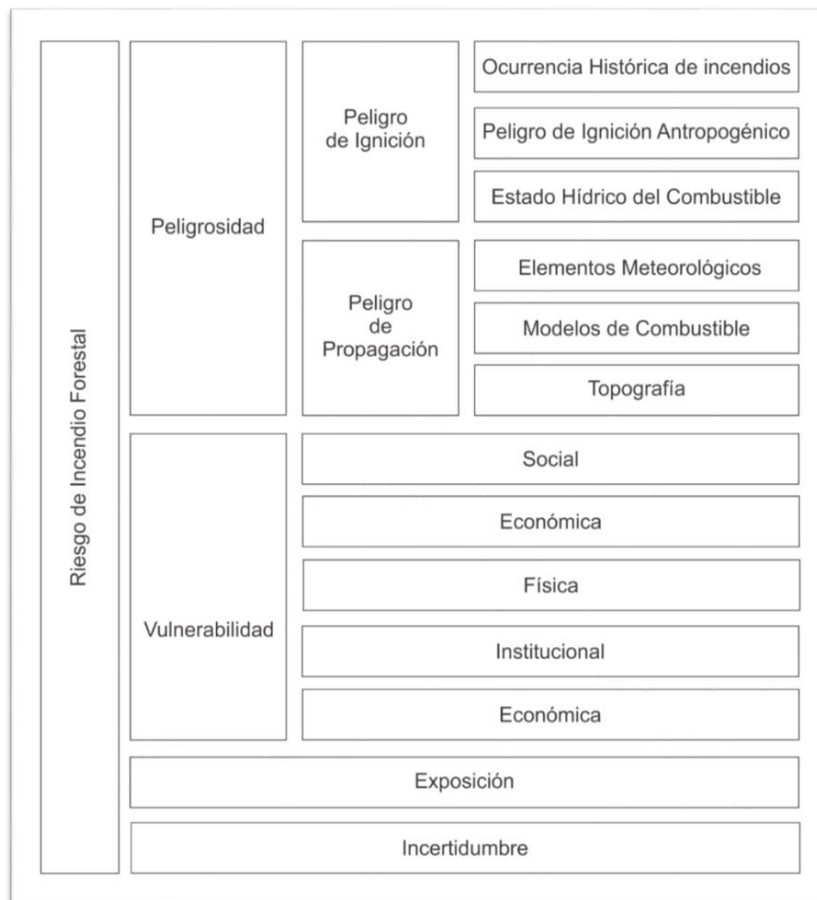 Riesgo de Incendio Forestal
Peligrosidad
Peligro
de Ignición
Ocurrencia Histórica de incendios
Peligro de Ignición Antropogénico
Estado Hídrico del Combustible
Peligro
de
Propagación
Elementos Meteorológicos
Modelos de Combustible
Topografía
Vulnerabilidad
Social
Económica
Física
Institucional
Económica
Exposición
Incertidumbre